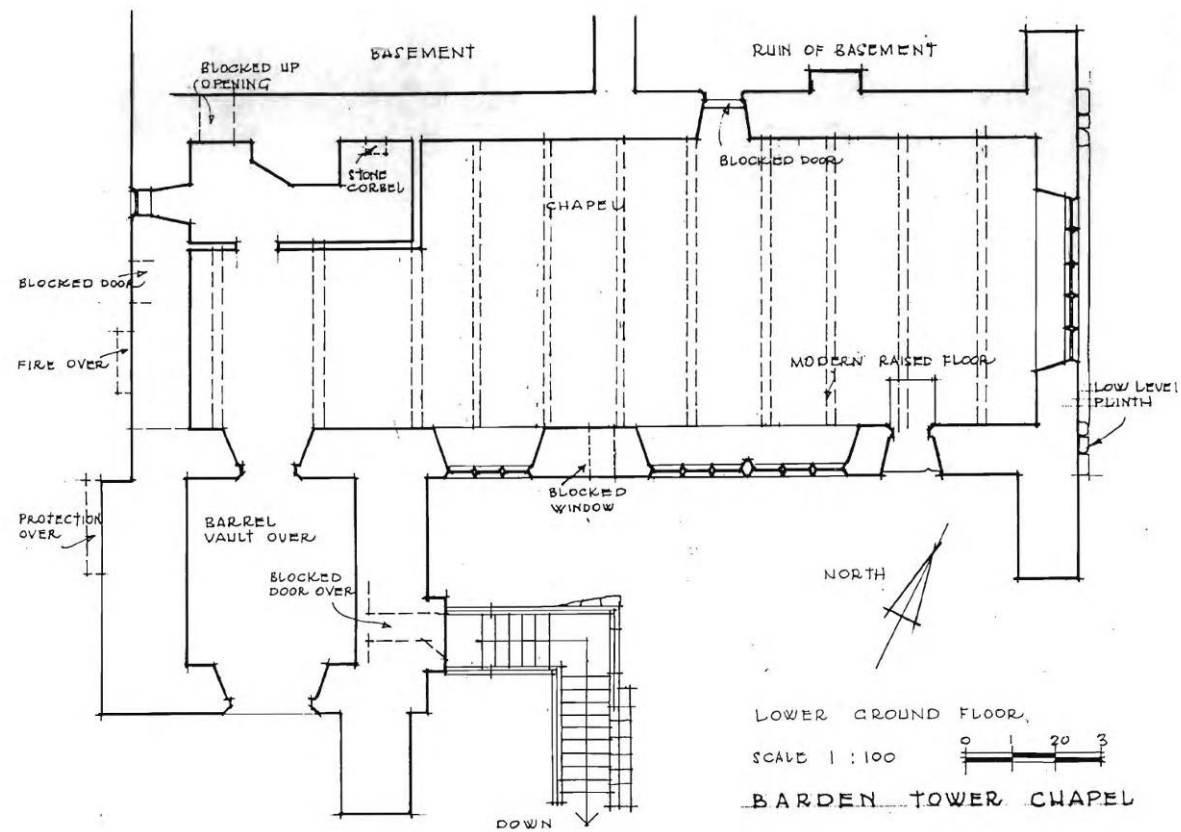 BASEMENT
RUIN OF BASEMENT
BLOCKED UP
OPENING
STONE
CORBEL
BLOCKED DOOR
CHAPEL
BLOCKED DOOR
FIRE OVER
MODERN RAISED FLOOR
LOW LEVEL
PLINTH
PROTECTION
OVER
BARREL
VAULT OVER
BLOCKED
WINDOW
BLOCKED
DOOR OVER
NORTH
LOWER GROUND FLOOR,
SCALE 1 : 100
0 1 20 3
BARDEN TOWER CHAPEL
DOWN